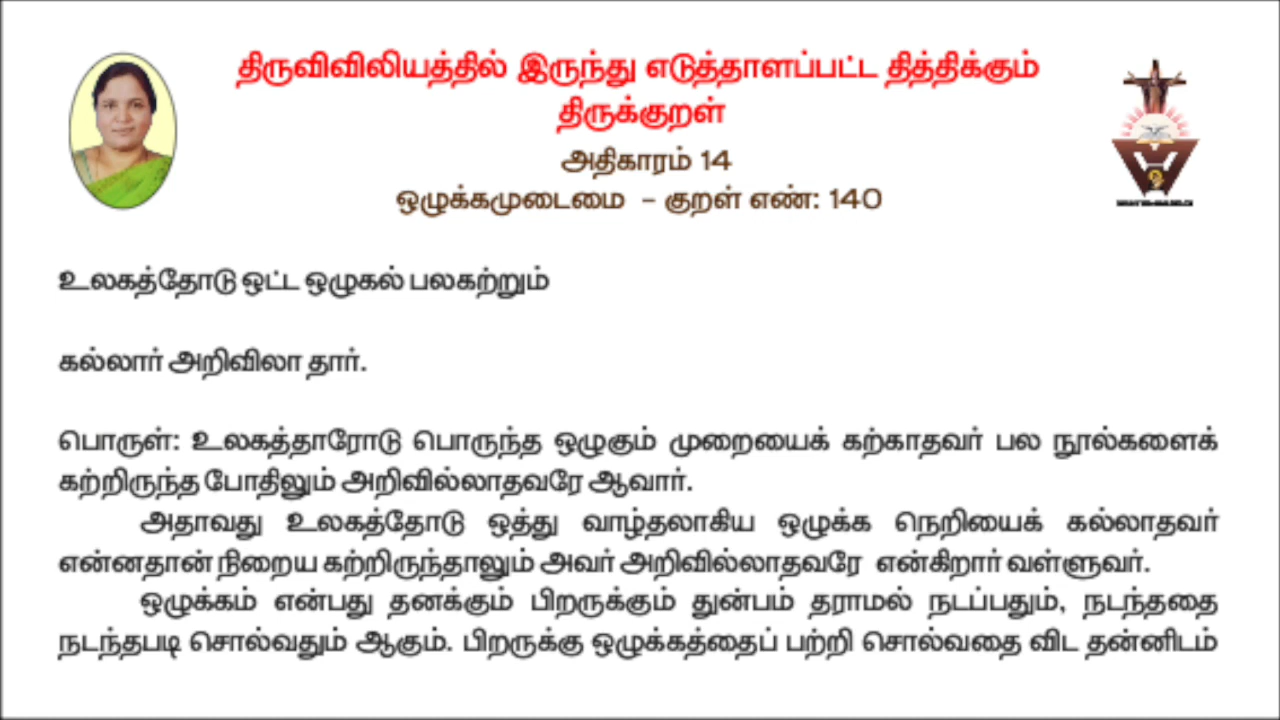 திருவிவிலியத்தில் இருந்து எடுத்தாளப்பட்ட தித்திக்கும்
திருக்குறள்
அதிகாரம் 14
ஒழுக்கமுடைமை – குறள் எண்: 140
உலகத்தோடு ஒட்ட ஒழுகல் பலகற்றும்
கல்லார் அறிவிலா தார்.
பொருள்: உலகத்தாரோடு பொருந்த ஒழுகும் முறையைக் கற்காதவர் பல நூல்களைக்
கற்றிருந்த போதிலும் அறிவில்லாதவரே ஆவார்.
அதாவது உலகத்தோடு ஒத்து வாழ்தலாகிய ஒழுக்க நெறியைக் கல்லாதவர்
என்னதான் நிறைய கற்றிருந்தாலும் அவர் அறிவில்லாதவரே என்கிறார் வள்ளுவர்.
ஒழுக்கம் என்பது தனக்கும் பிறருக்கும் துன்பம் தராமல் நடப்பதும், நடந்ததை
நடந்தபடி சொல்வதும் ஆகும். பிறருக்கு ஒழுக்கத்தைப் பற்றி சொல்வதை விட தன்னிடம்